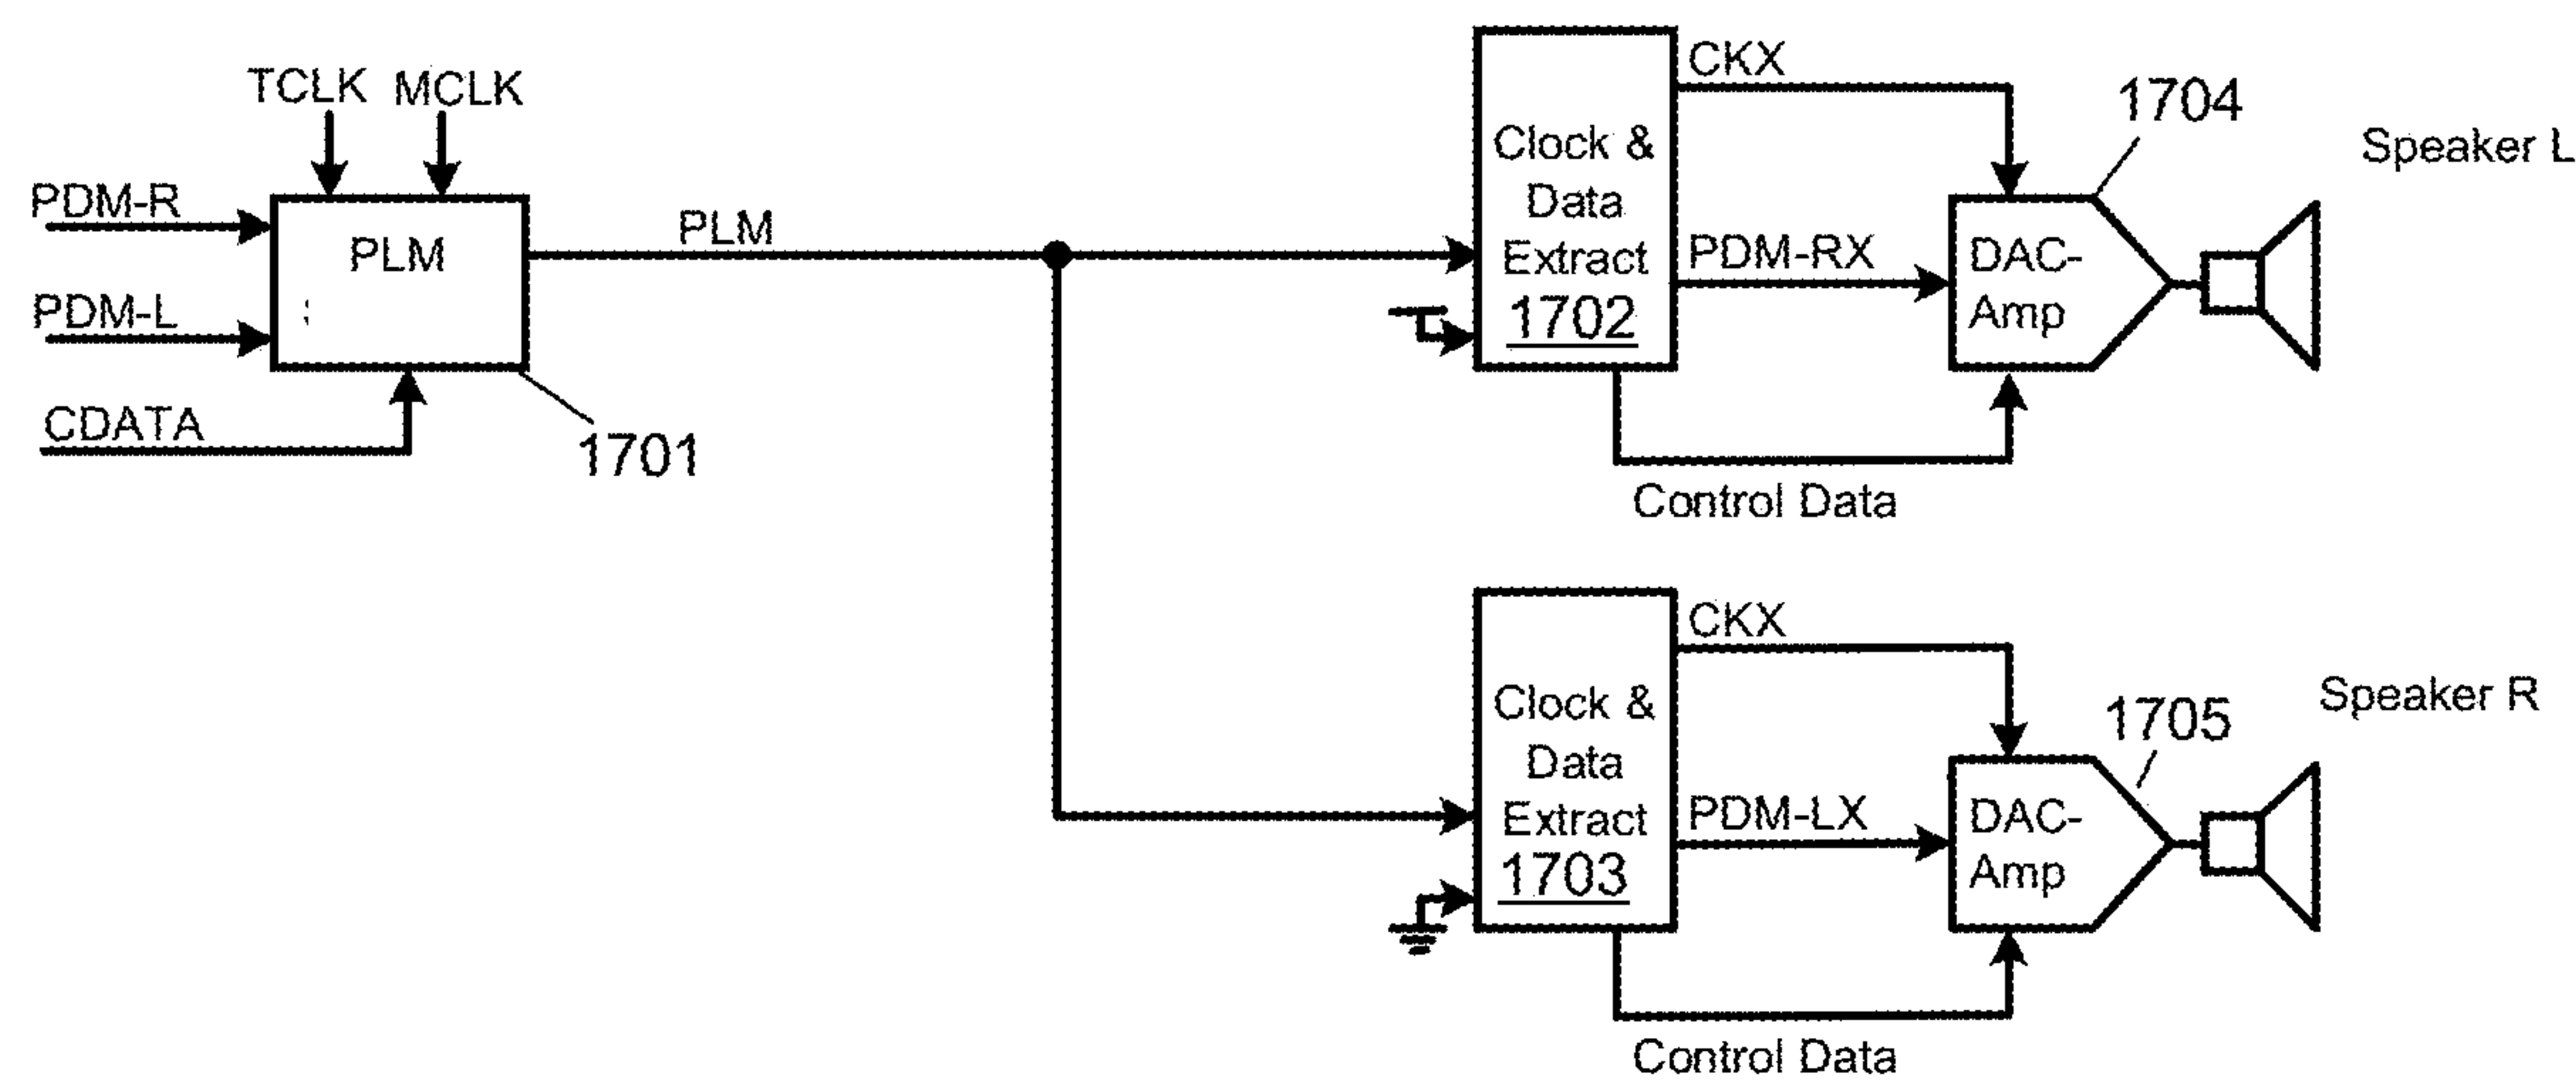 TCLK MCLK
PDM-R
PLM
PDM-L
CDATA
1701
PLM
Clock &
Data
Extract
1702
CKX
PDM-RX
Control Data
1704
DAC-
Amp
Speaker L
Clock &
Data
Extract
1703
CKX
PDM-LX
Control Data
1705
DAC-
Amp
Speaker R